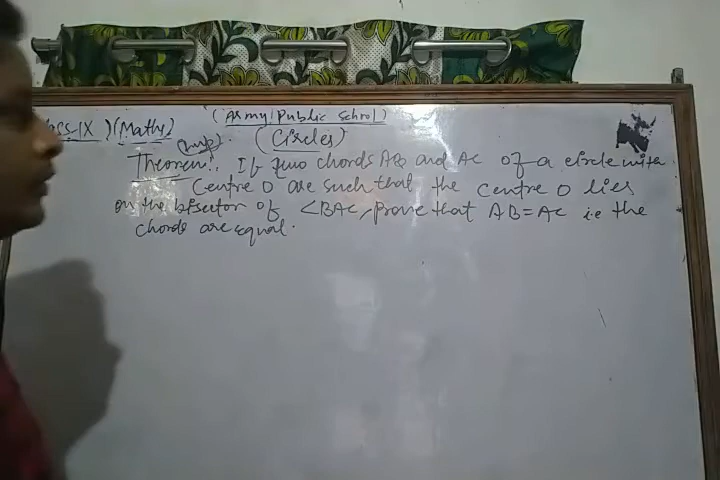 (Army Public School)
IX) (Maths)
(Circles)
(Imp)
Theorem:. If two chords AB and AC of a circle with
Centre O are such that the centre O lies
on the bisector of ∠BAC, prove that AB=AC i.e the
chords are equal.